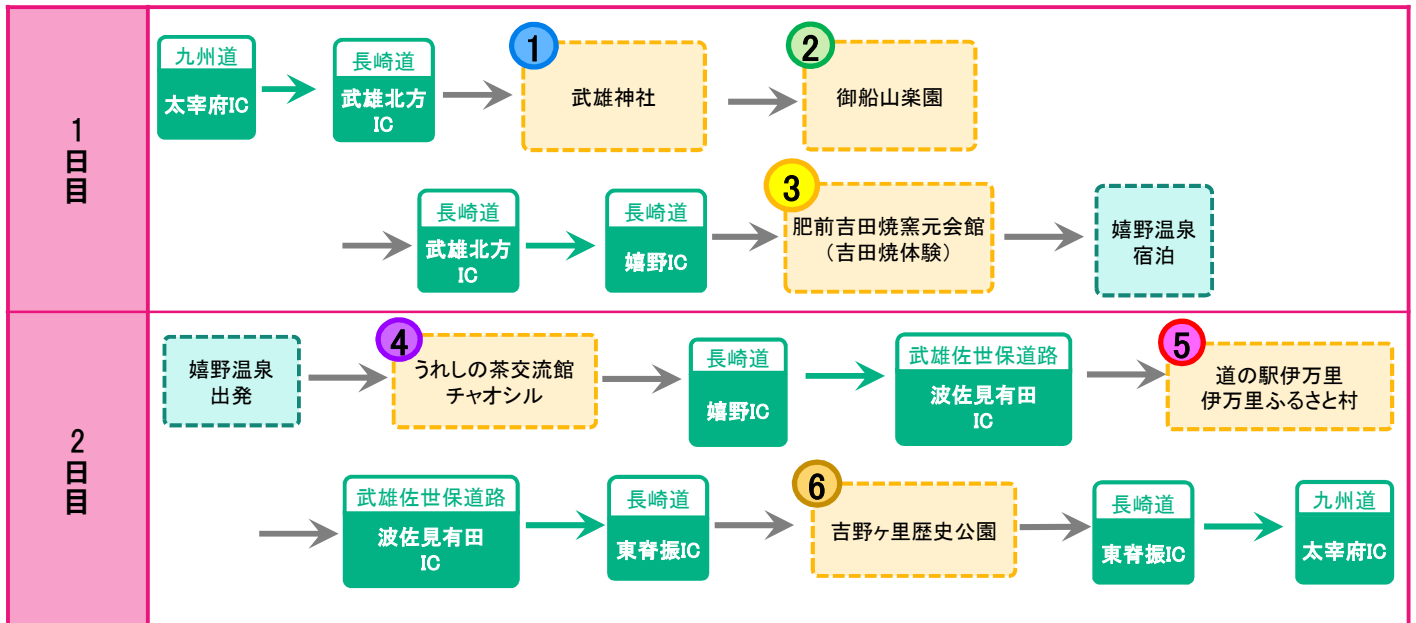 1日目
九州道
太宰府IC
長崎道
武雄北方
IC
1
武雄神社
2
御船山楽園
長崎道
武雄北方
IC
長崎道
嬉野IC
3
肥前吉田焼窯元会館
（吉田焼体験）
嬉野温泉
宿泊
2日目
嬉野温泉
出発
4
うれしの茶交流館
チャオシル
長崎道
嬉野IC
武雄佐世保道路
波佐見有田
IC
5
道の駅伊万里
伊万里ふるさと村
武雄佐世保道路
波佐見有田
IC
長崎道
東脊振IC
6
吉野ヶ里歴史公園
長崎道
東脊振IC
九州道
太宰府IC